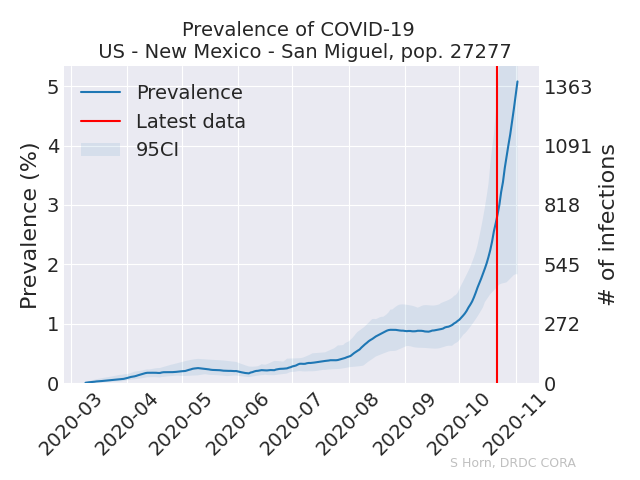 Prevalence of COVID-19
US - New Mexico - San Miguel, pop. 27277
Prevalence
Latest data
95CI
Prevalence (%)
5
4
3
2
1
0
1363
1091
818
545
272
0
# of infections
2020-03
2020-04
2020-05
2020-06
2020-07
2020-08
2020-09
2020-10
2020-11
S Horn, DRDC CORA